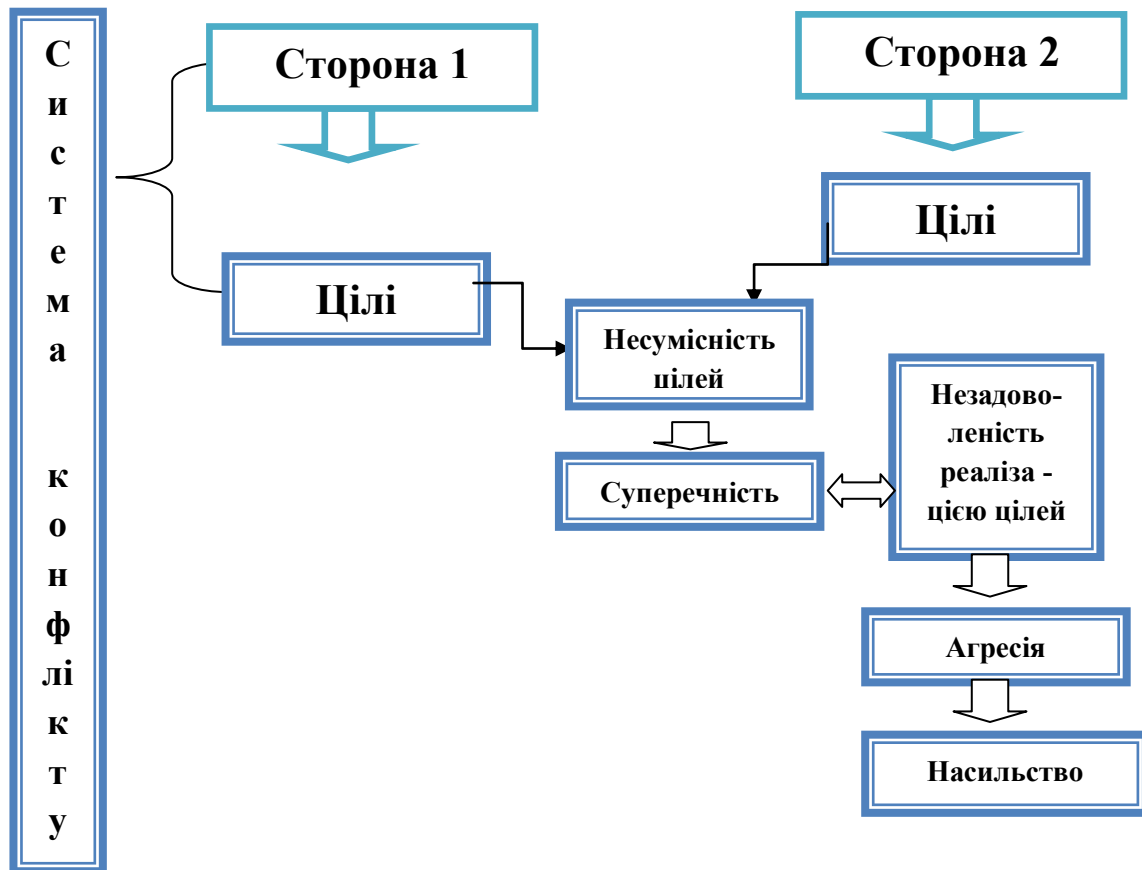 С
и
с
т
е
м
а
к
о
н
ф
лі
к
т
у
Сторона 1
Сторона 2
Цілі
Цілі
Несумісність
цілей
Незадово-
леність
реаліза -
цією цілей
Суперечність
Агресія
Насильство